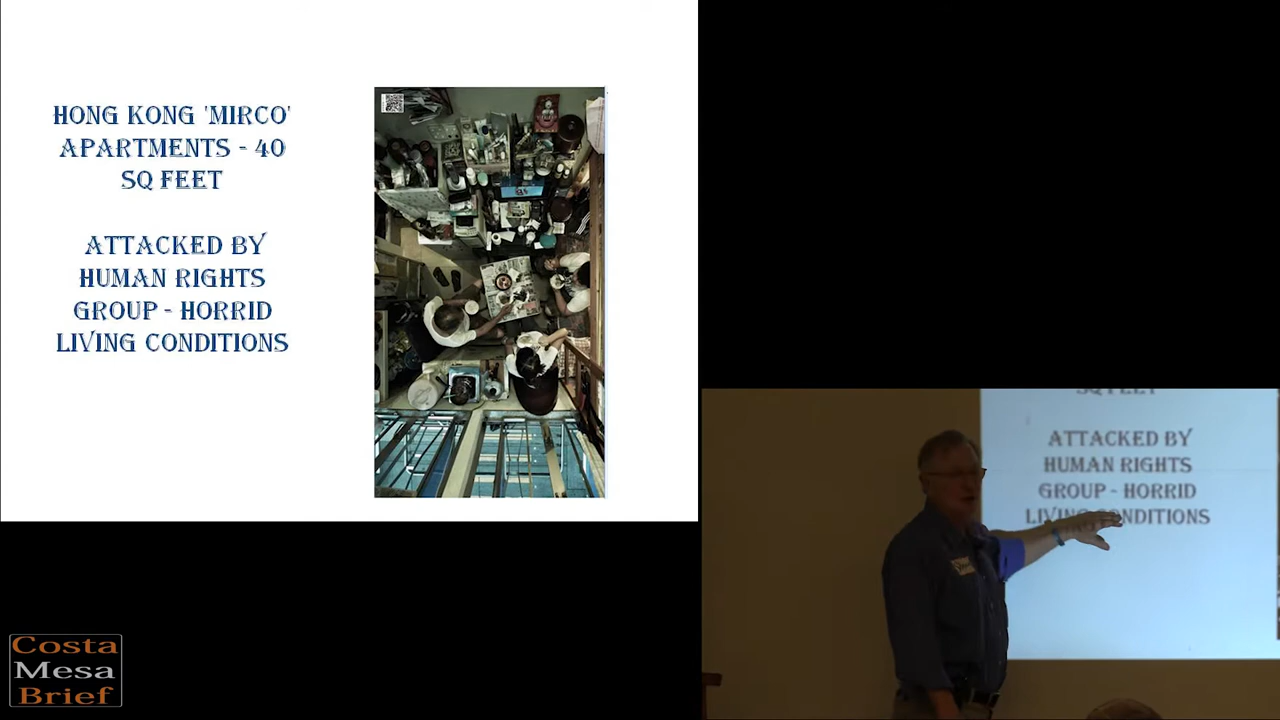 HONG KONG 'MIRCO'
APARTMENTS - 40
SQ FEET
ATTACKED BY
HUMAN RIGHTS
GROUP - HORRID
LIVING CONDITIONS
SQ FEET
ATTACKED BY
HUMAN RIGHTS
GROUP - HORRID
LIVING CONDITIONS
Costa
Mesa
Brief